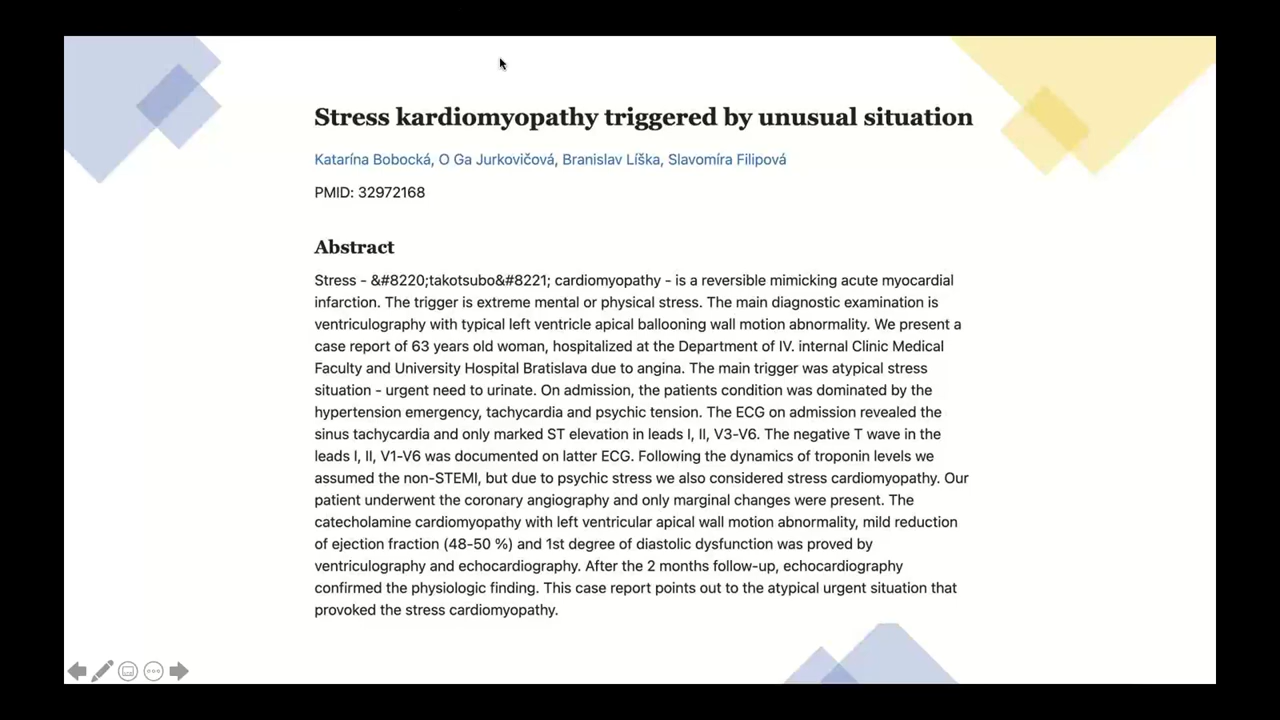 Stress kardiomyopathy triggered by unusual situation
Katarína Bobocká, O Ga Jurkovičová, Branislav Líška, Slavomíra Filipová
PMID: 32972168
Abstract
Stress - &#8220;takotsubo&#8221; cardiomyopathy - is a reversible mimicking acute myocardial
infarction. The trigger is extreme mental or physical stress. The main diagnostic examination is
ventriculography with typical left ventricle apical ballooning wall motion abnormality. We present a
case report of 63 years old woman, hospitalized at the Department of IV. internal Clinic Medical
Faculty and University Hospital Bratislava due to angina. The main trigger was atypical stress
situation - urgent need to urinate. On admission, the patients condition was dominated by the
hypertension emergency, tachycardia and psychic tension. The ECG on admission revealed the
sinus tachycardia and only marked ST elevation in leads I, II, V3-V6. The negative T wave in the
leads I, II, V1-V6 was documented on latter ECG. Following the dynamics of troponin levels we
assumed the non-STEMI, but due to psychic stress we also considered stress cardiomyopathy. Our
patient underwent the coronary angiography and only marginal changes were present. The
catecholamine cardiomyopathy with left ventricular apical wall motion abnormality, mild reduction
of ejection fraction (48-50 %) and 1st degree of diastolic dysfunction was proved by
ventriculography and echocardiography. After the 2 months follow-up, echocardiography
confirmed the physiologic finding. This case report points out to the atypical urgent situation that
provoked the stress cardiomyopathy.